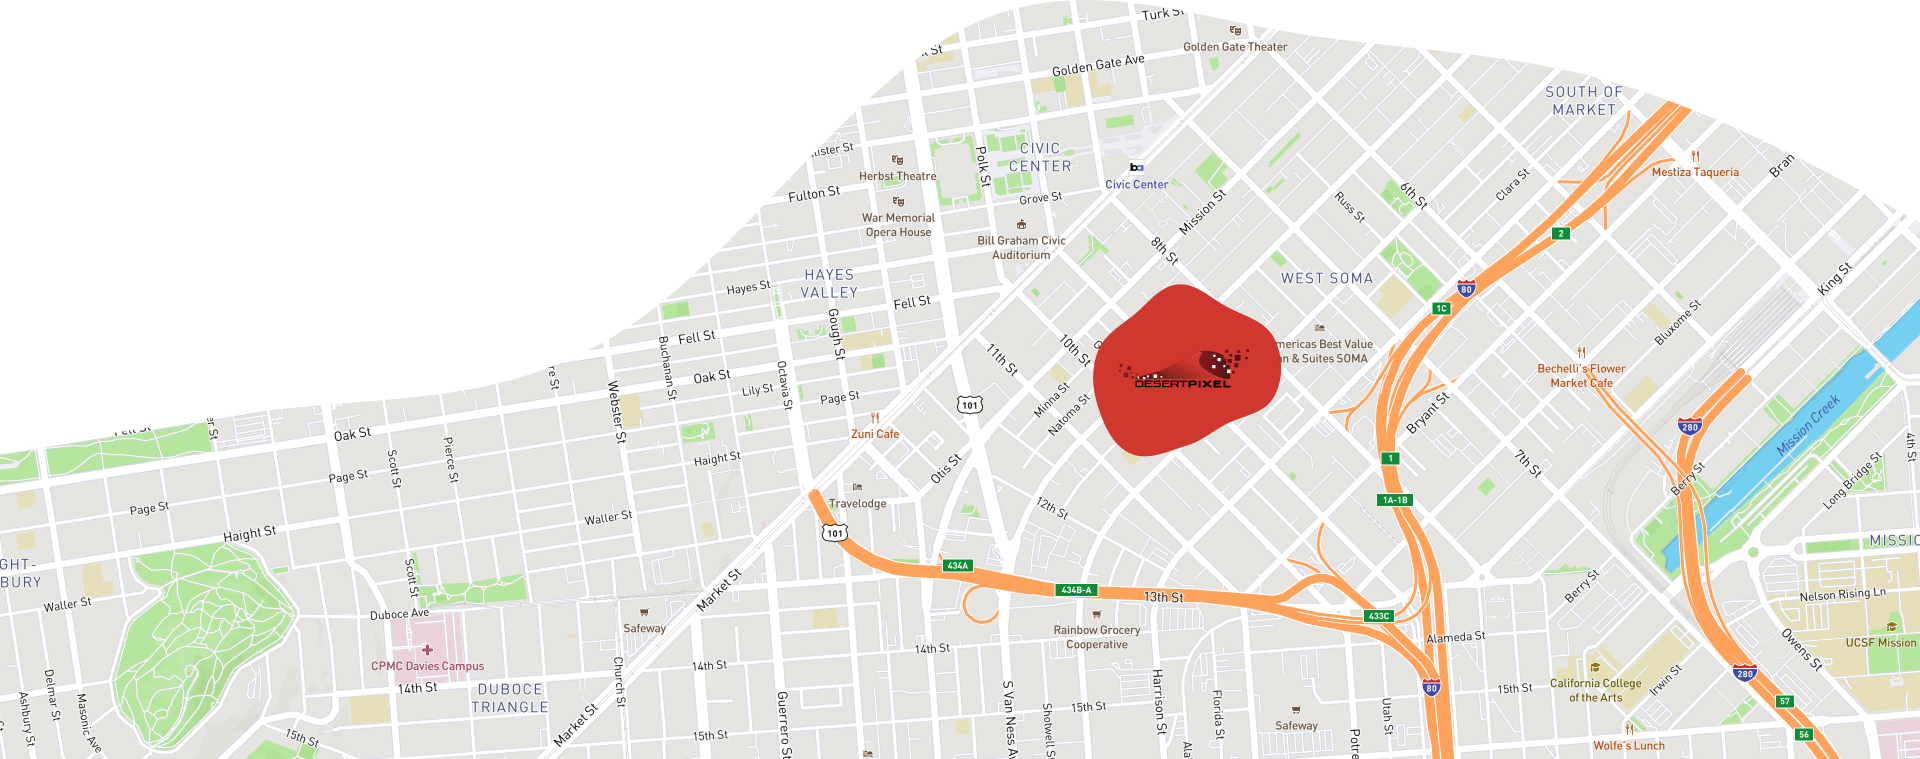 Turk St
Golden Gate Theater
Golden Gate Ave
SOUTH OF
MARKET
CIVIC
CENTER
Polk St
Herbst Theatre
Fulton St
Grove St
Civic Center
War Memorial
Opera House
Bill Graham Civic
Auditorium
Mission St
8th St
Russ St
6th St
Clara St
Mestiza Taqueria
Bran
2
HAYES
VALLEY
Hayes St
Fell St
Gough St
WEST SOMA
80
1C
King St
Bluxome St
Fell St
Buchanan St
Oak St
Lily St
Octavia St
Page St
Webster St
Zuni Cafe
101
11th St
10th St
Minna St
Natoma St
DESERTPIXEL
mericas Best Value
n & Suites SOMA
Bechelli's Flower
Market Cafe
Bryant St
7th St
280
Mission Creek
4th St
Long Bridge St
Berry St
Oak St
Page St
Scott St
Pierce St
Haight St
Otis St
Travelodge
101
12th St
1
1A-1B
Page St
Haight St
Waller St
Scott St
434A
434B-A
13th St
433C
MISSIO
GHT-
BURY
Waller St
Duboce Ave
Market St
Safeway
Rainbow Grocery
Cooperative
Alameda St
Berry St
Nelson Rising Ln
Owens St
UCSF Mission
CPMC Davies Campus
14th St
14th St
14th St
DUBOCE
TRIANGLE
Church St
Market St
Guerrero St
15th St
15th St
15th St
15th St
S Van Ness Av
Shotwell S
Harrison St
Florida St
Safeway
Utah St
80
California College
of the Arts
Irwin St
280
57
56
Wolfe's Lunch
Ashbury St
Delmar St
Masonic Ave
Potre
Ala